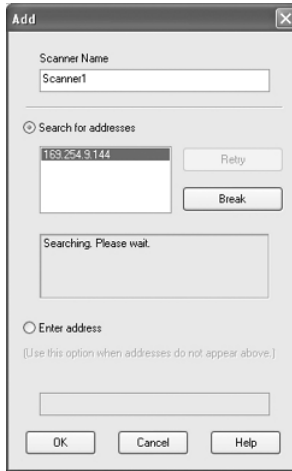 Add
Scanner Name
Scanner1
Search for addresses
169.254.9.144
Retry
Break
Searching. Please wait.
Enter address
(Use this option when addresses do not appear above.)
OK
Cancel
Help